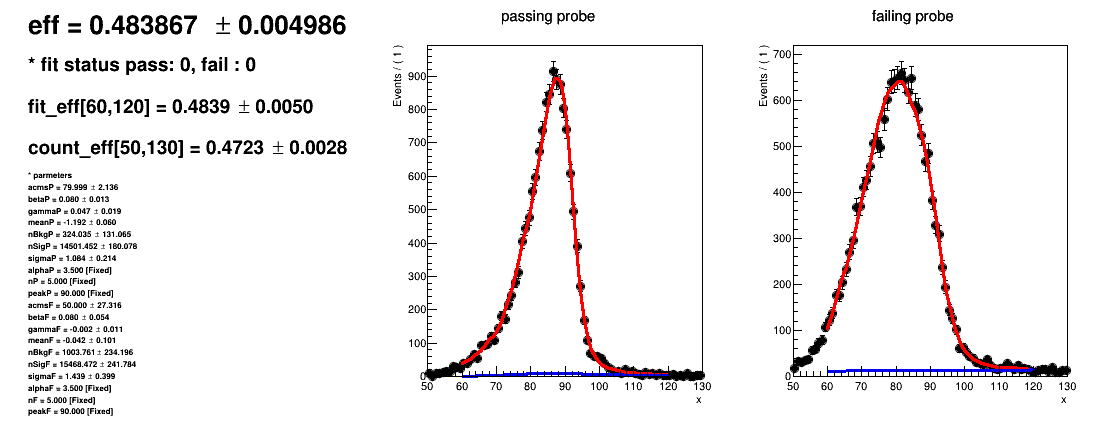 eff = 0.483867 ± 0.004986
* fit status pass: 0, fail : 0
fit_eff[60,120] = 0.4839 ± 0.0050
count_eff[50,130] = 0.4723 ± 0.0028
* parmeters
acmsP = 79.999 ± 2.136
betaP = 0.080 ± 0.013
gammaP = 0.047 ± 0.019
meanP = -1.192 ± 0.060
nBkgP = 324.035 ± 131.065
nSigP = 14501.452 ± 180.078
sigmaP = 1.084 ± 0.214
alphaP = 3.500 [Fixed]
nP = 5.000 [Fixed]
peakP = 90.000 [Fixed]
acmsF = 50.000 ± 27.316
betaF = 0.080 ± 0.054
gammaF = -0.002 ± 0.011
meanF = -0.042 ± 0.101
nBkgF = 1003.761 ± 234.196
nSigF = 15468.472 ± 241.784
sigmaF = 1.439 ± 0.399
alphaF = 3.500 [Fixed]
nF = 5.000 [Fixed]
peakF = 90.000 [Fixed]
passing probe
Events / ( 1 )
900
800
700
600
500
400
300
200
100
0
50 60 70 80 90 100 110 120 130
x
failing probe
Events / ( 1 )
700
600
500
400
300
200
100
0
50 60 70 80 90 100 110 120 130
x